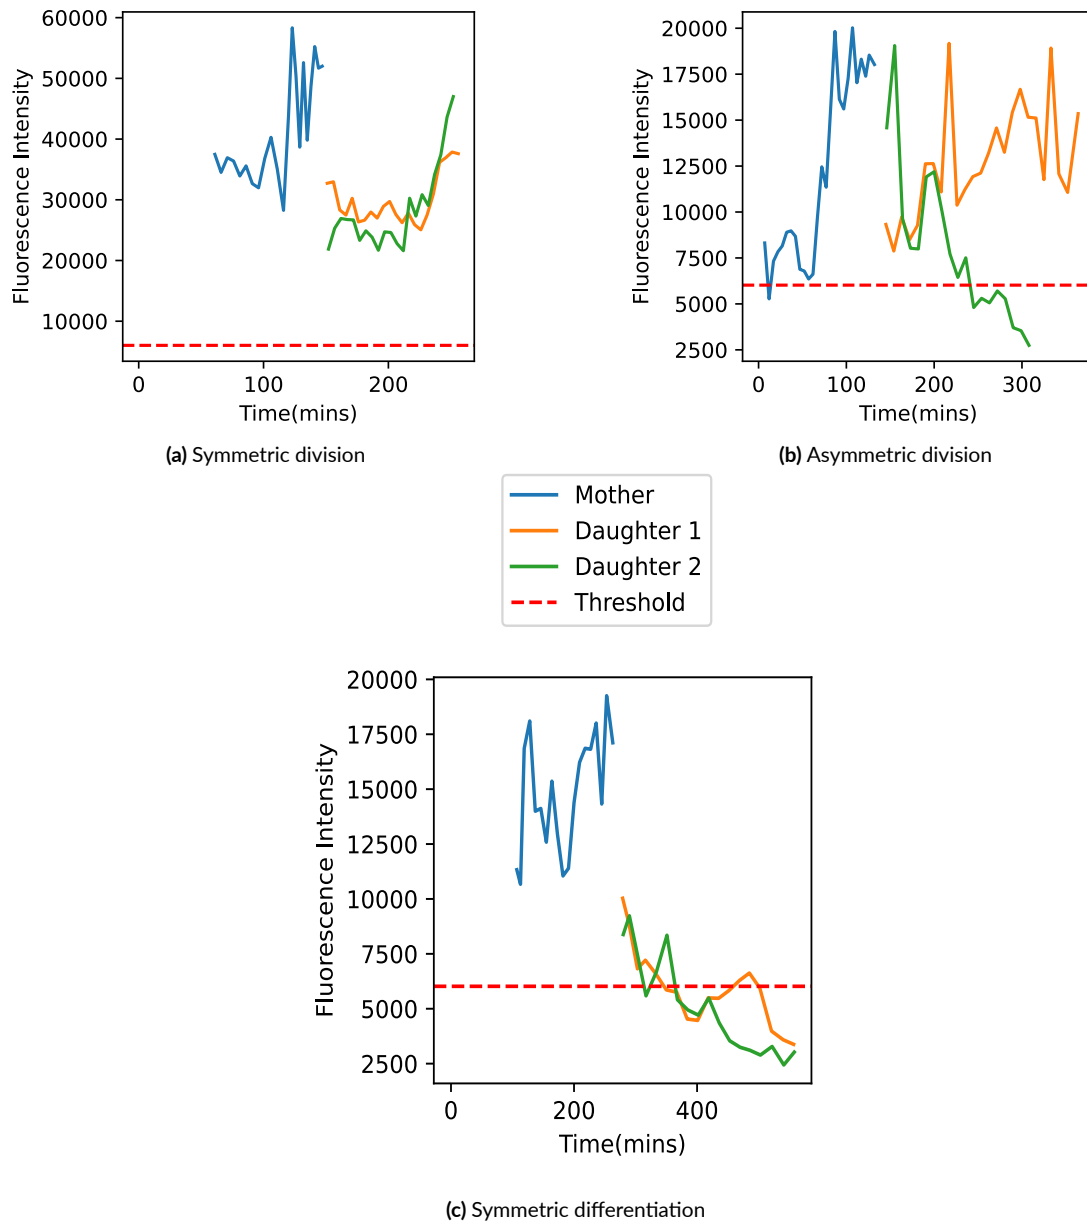 60000
50000
40000
30000
20000
10000
Fluorescence Intensity
0
100
200
Time(mins)
(a) Symmetric division
20000
17500
15000
12500
10000
7500
5000
2500
Fluorescence Intensity
0
100
200
300
Time(mins)
(b) Asymmetric division
Mother
Daughter 1
Daughter 2
Threshold
20000
17500
15000
12500
10000
7500
5000
2500
Fluorescence Intensity
0
200
400
Time(mins)
(c) Symmetric differentiation